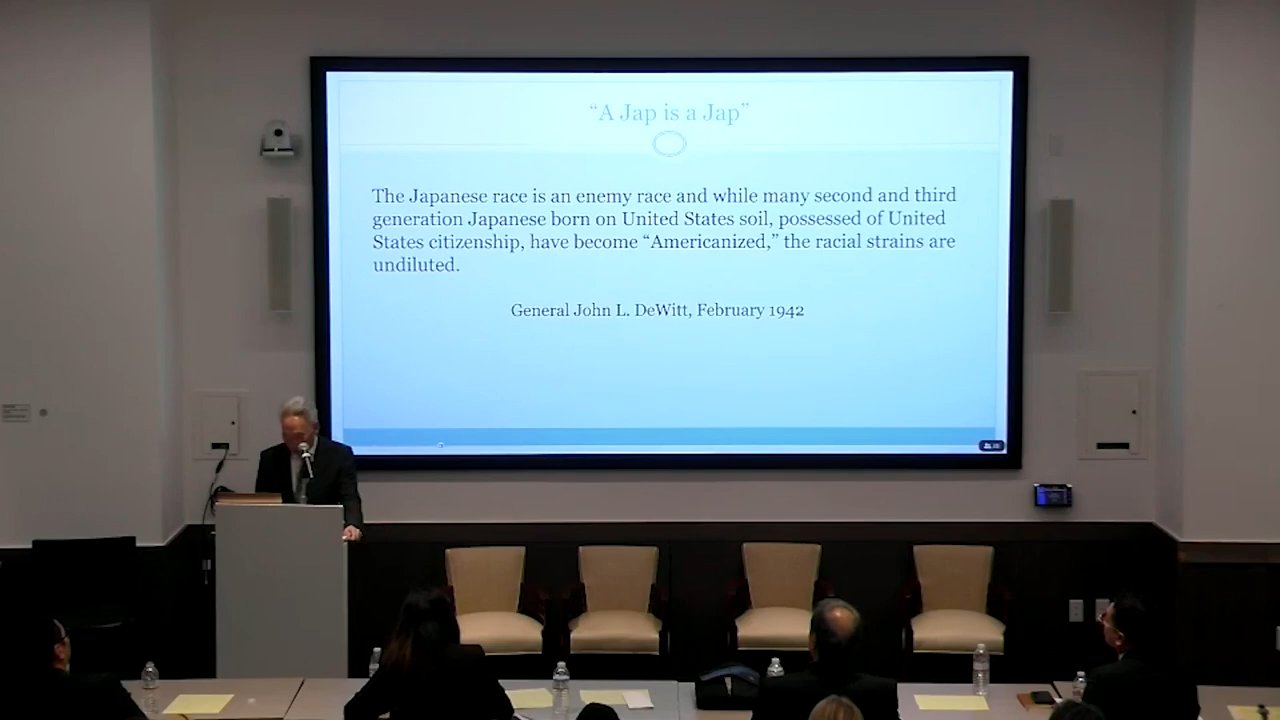 “A Jap is a Jap”
The Japanese race is an enemy race and while many second and third
generation Japanese born on United States soil, possessed of United
States citizenship, have become “Americanized,” the racial strains are
undiluted.
General John L. DeWitt, February 1942